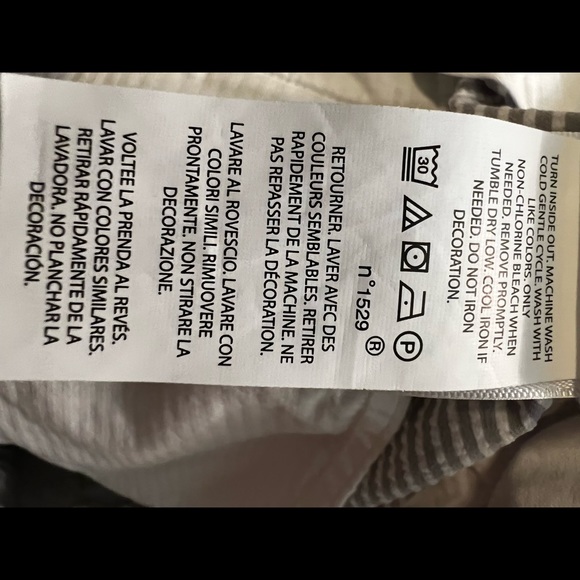 TURN INSIDE OUT. MACHINE WASH
COLD GENTLE CYCLE. WASH WITH
LIKE COLORS. ONLY
NON-CHLORINE BLEACH WHEN
NEEDED. REMOVE PROMPTLY.
TUMBLE DRY LOW. COOL IRON IF
NEEDED. DO NOT IRON
DECORATION.
30
P
n°1529 ®
RETOURNER. LAVER AVEC DES
COULEURS SEMBLABLES. RETIRER
RAPIDEMENT DE LA MACHINE. NE
PAS REPASSER LA DÉCORATION.
LAVARE AL ROVESCIO. LAVARE CON
COLORI SIMILI. RIMUOVERE
PRONTAMENTE. NON STIRARE LA
DECORAZIONE.
VOLTEE LA PRENDA AL REVÉS.
LAVAR CON COLORES SIMILARES.
RETIRAR RÁPIDAMENTE DE LA
LAVADORA. NO PLANCHAR LA
DECORACIÓN.